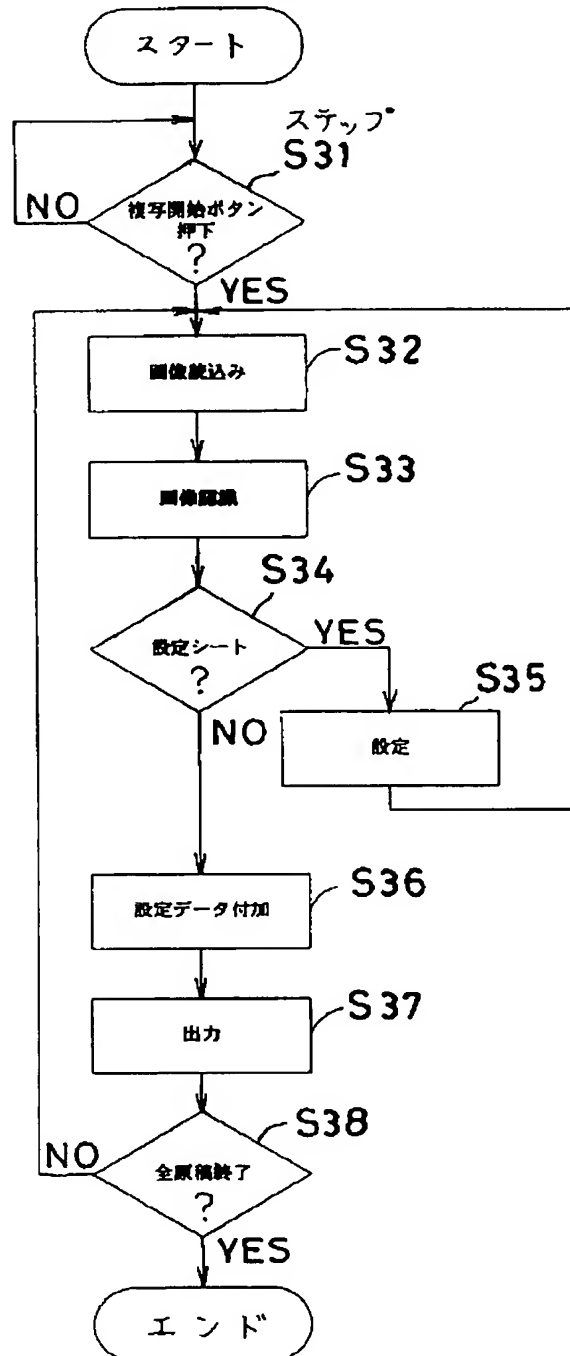 スタート
ステップ
S31
複写開始ボタン
押下
?
NO
YES
画像読込み
S32
画像認識
S33
S34
設定シート
?
YES
NO
S35
設定
設定データ付加
S36
出力
S37
S38
全原稿終了
?
NO
YES
エンド